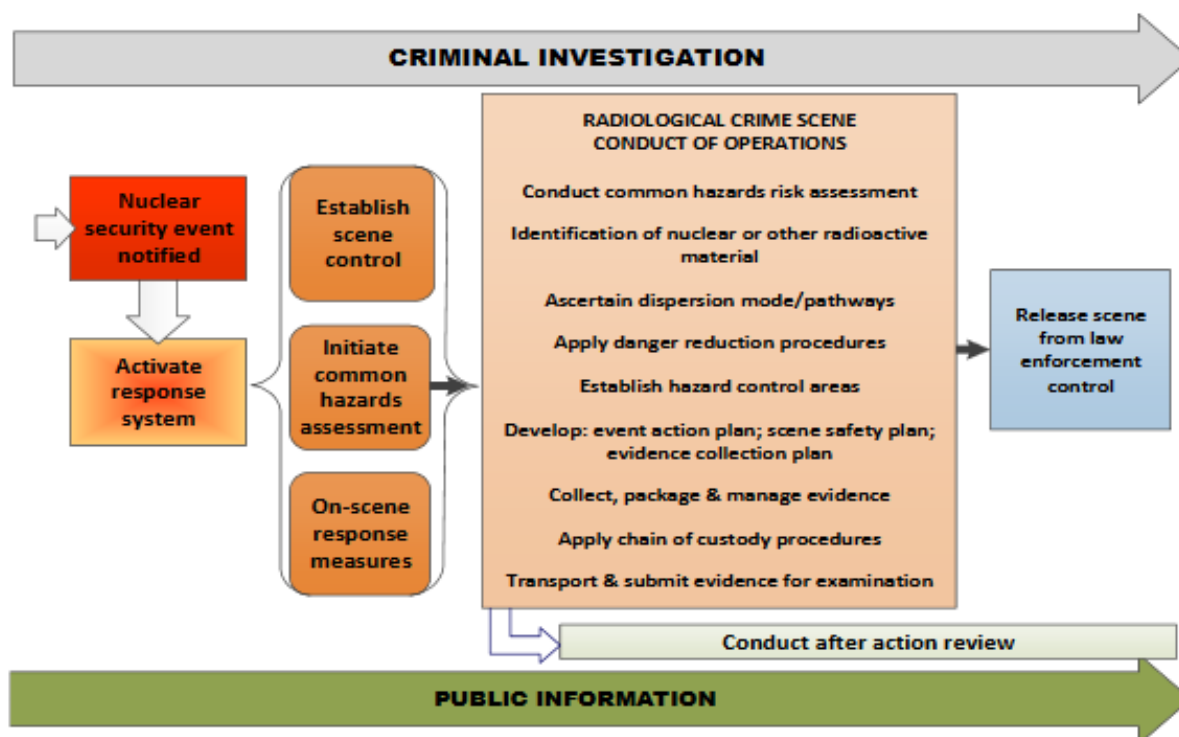 CRIMINAL INVESTIGATION
Nuclear
security event
notified
Activate
response
system
Establish
scene
control
Initiate
common
hazards
assessment
On-scene
response
measures
RADIOLOGICAL CRIME SCENE
CONDUCT OF OPERATIONS
Conduct common hazards risk assessment
Identification of nuclear or other radioactive
material
Ascertain dispersion mode/pathways
Apply danger reduction procedures
Establish hazard control areas
Develop: event action plan; scene safety plan;
evidence collection plan
Collect, package & manage evidence
Apply chain of custody procedures
Transport & submit evidence for examination
Release scene
from law
enforcement
control
Conduct after action review
PUBLIC INFORMATION